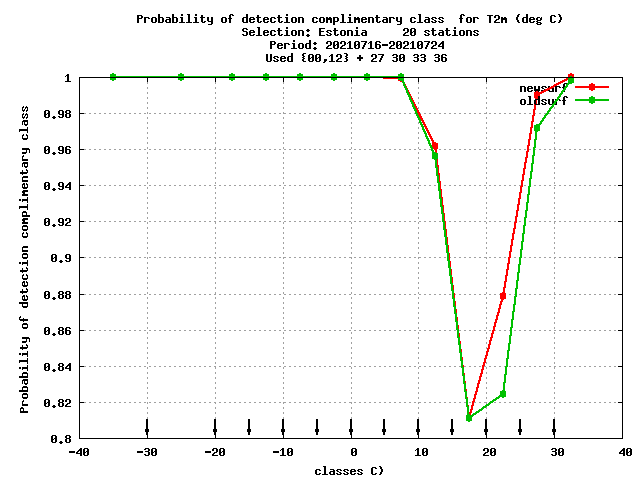 Probability of detection complimentary class  for T2m (deg C)
Selection: Estonia     20 stations
Period: 20210716-20210724
Used {00,12} + 27 30 33 36
newsurf
oldsurf
Probability of detection complimentary class
1
0.98
0.96
0.94
0.92
0.9
0.88
0.86
0.84
0.82
0.8
-40 -30 -20 -10 0 10 20 30 40
classes C)